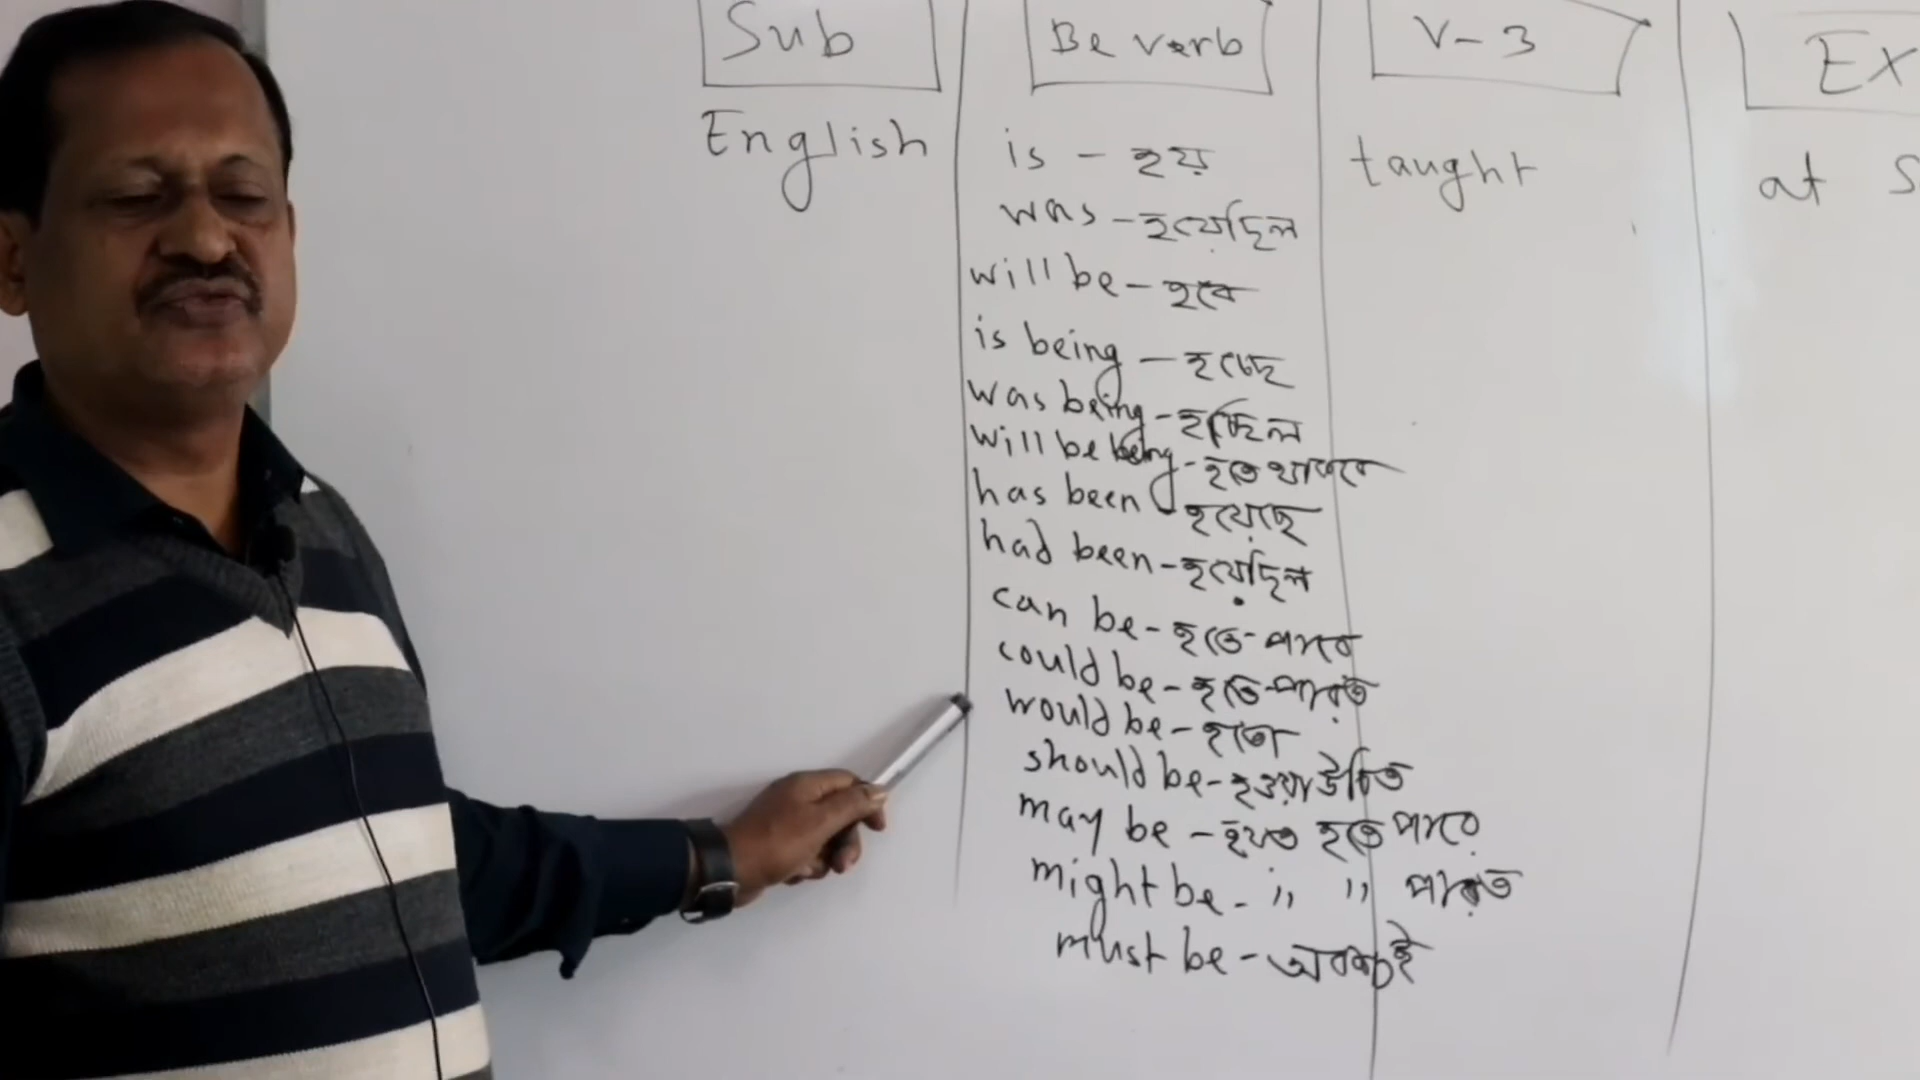 Sub Be verb V-3 Ex
English is - হয় taught at S
was - হয়েছিল
will be - হবে
is being - হচ্ছে
was being - হচ্ছিল
will be being - হতে থাকবে
has been - হয়েছে
had been - হয়েছিল
can be - হতে পারে
could be - হতে পারত
would be - হতো
should be - হওয়া উচিত
may be - হয়ত হতে পারে
might be - " " পারত
must be - অবশ্যই